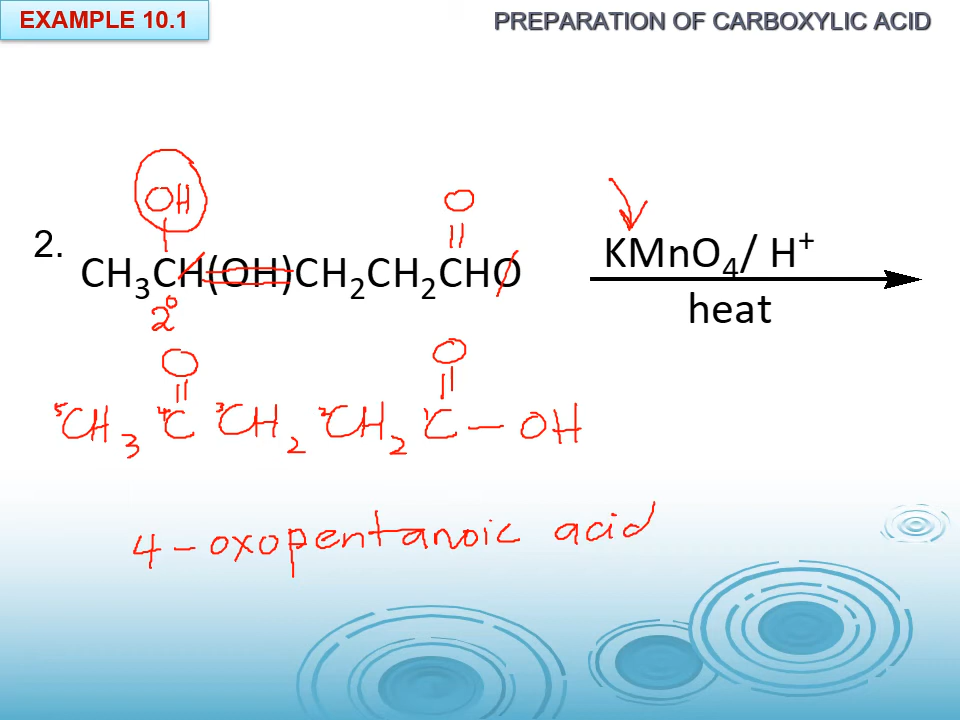 EXAMPLE 10.1
PREPARATION OF CARBOXYLIC ACID
OH
O
||
2.
CH₃CH(OH)CH₂CH₂CHO
KMnO₄/ H⁺
heat
2°
O
||
O
||
⁵CH₃ ⁴C ³CH₂ ²CH₂ ¹C — OH
4 - oxopentanoic acid